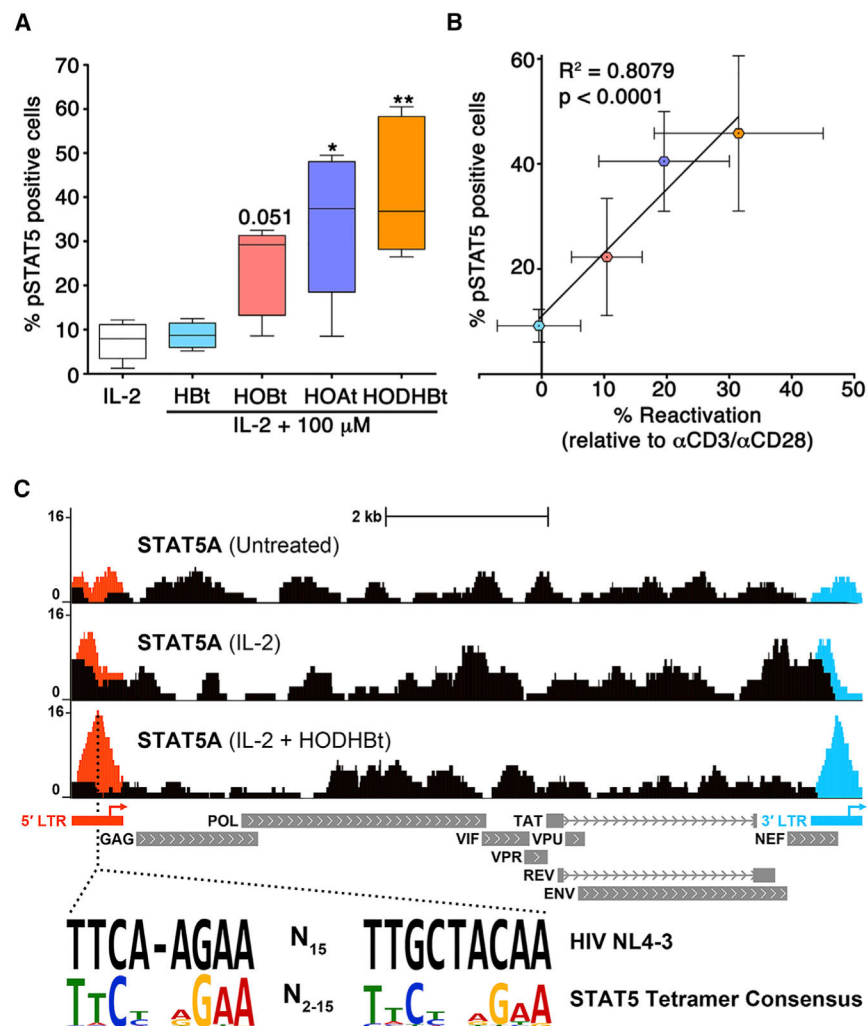 A
% pSTAT5 positive cells
70
60
50
40
30
20
10
0
0.051
*
**
IL-2
HBt
HOBt
HOAt
HODHBt
IL-2 + 100 μM
B
% pSTAT5 positive cells
60
40
20
R² = 0.8079
p < 0.0001
0
10
20
30
40
50
% Reactivation
(relative to αCD3/αCD28)
C
2 kb
16
0
STAT5A (Untreated)
16
0
STAT5A (IL-2)
16
0
STAT5A (IL-2 + HODHBt)
5′ LTR
POL
TAT
3′ LTR
GAG
VIF
VPU
NEF
VPR
REV
ENV
TTCA-AGAA N₁₅ TTGCTACAA HIV NL4-3
N₂₋₁₅ STAT5 Tetramer Consensus